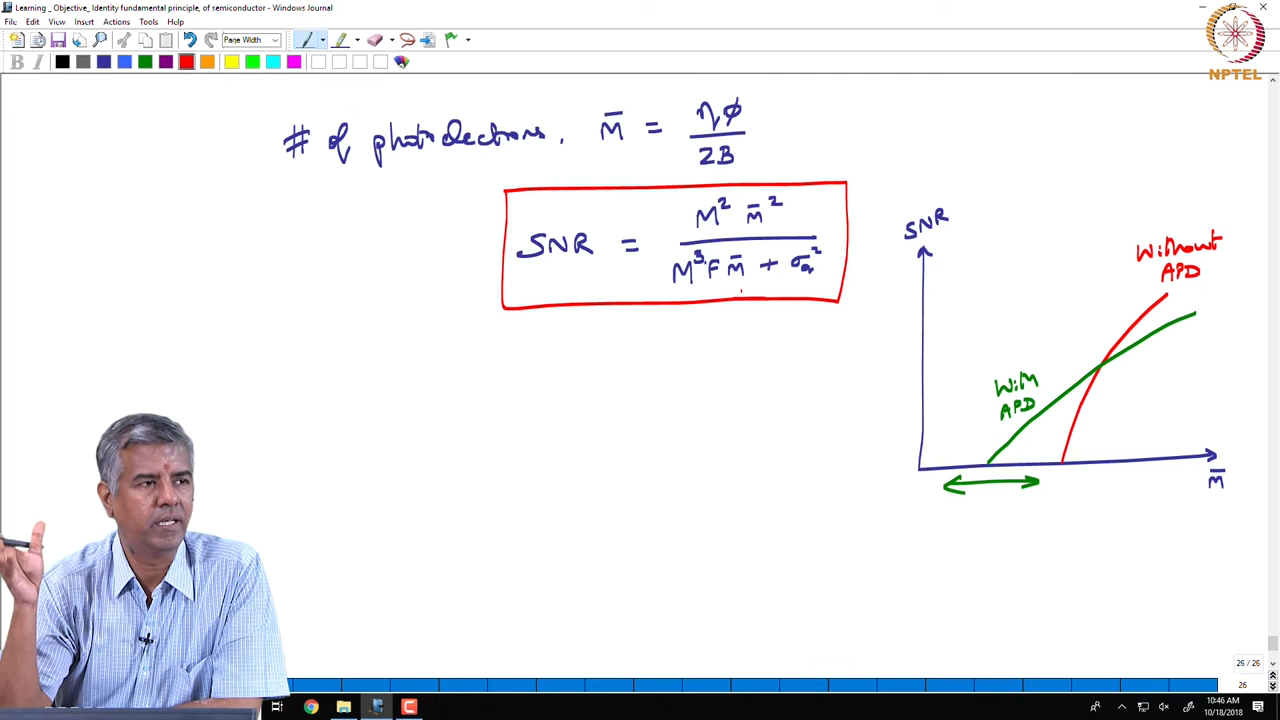 Learning _ Objective_ Identity fundamental principle, of semiconductor - Windows Journal
File Edit View Insert Actions Tools Help
Page Width
B I
NPTEL
# of photoelectrons, m̄ = ηφ / 2B
SNR = M² m̄² / M³F m̄ + σ²
SNR
Without
APD
With
APD
m̄
26 / 26
26
10:46 AM
10/18/2018